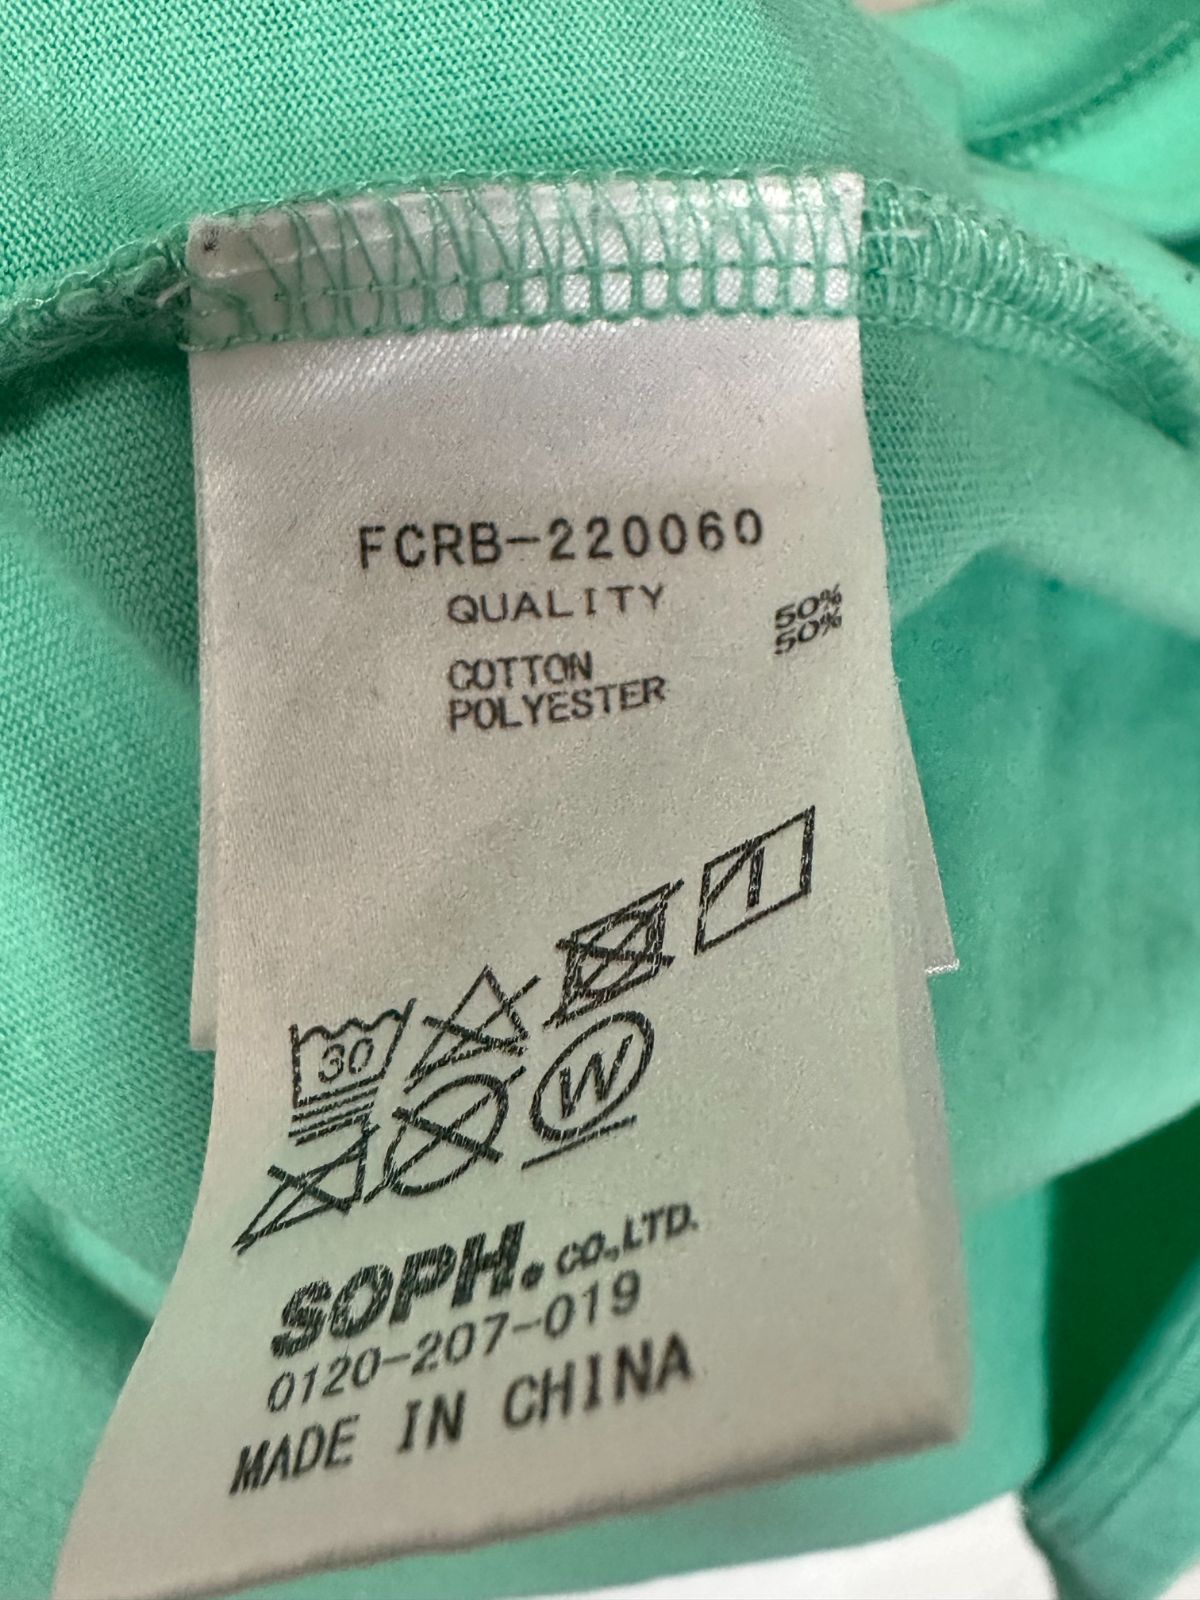 FCRB-220060
QUALITY
COTTON 50%
POLYESTER 50%
30
W
SOPH. CO.,LTD.
0120-207-019
MADE IN CHINA